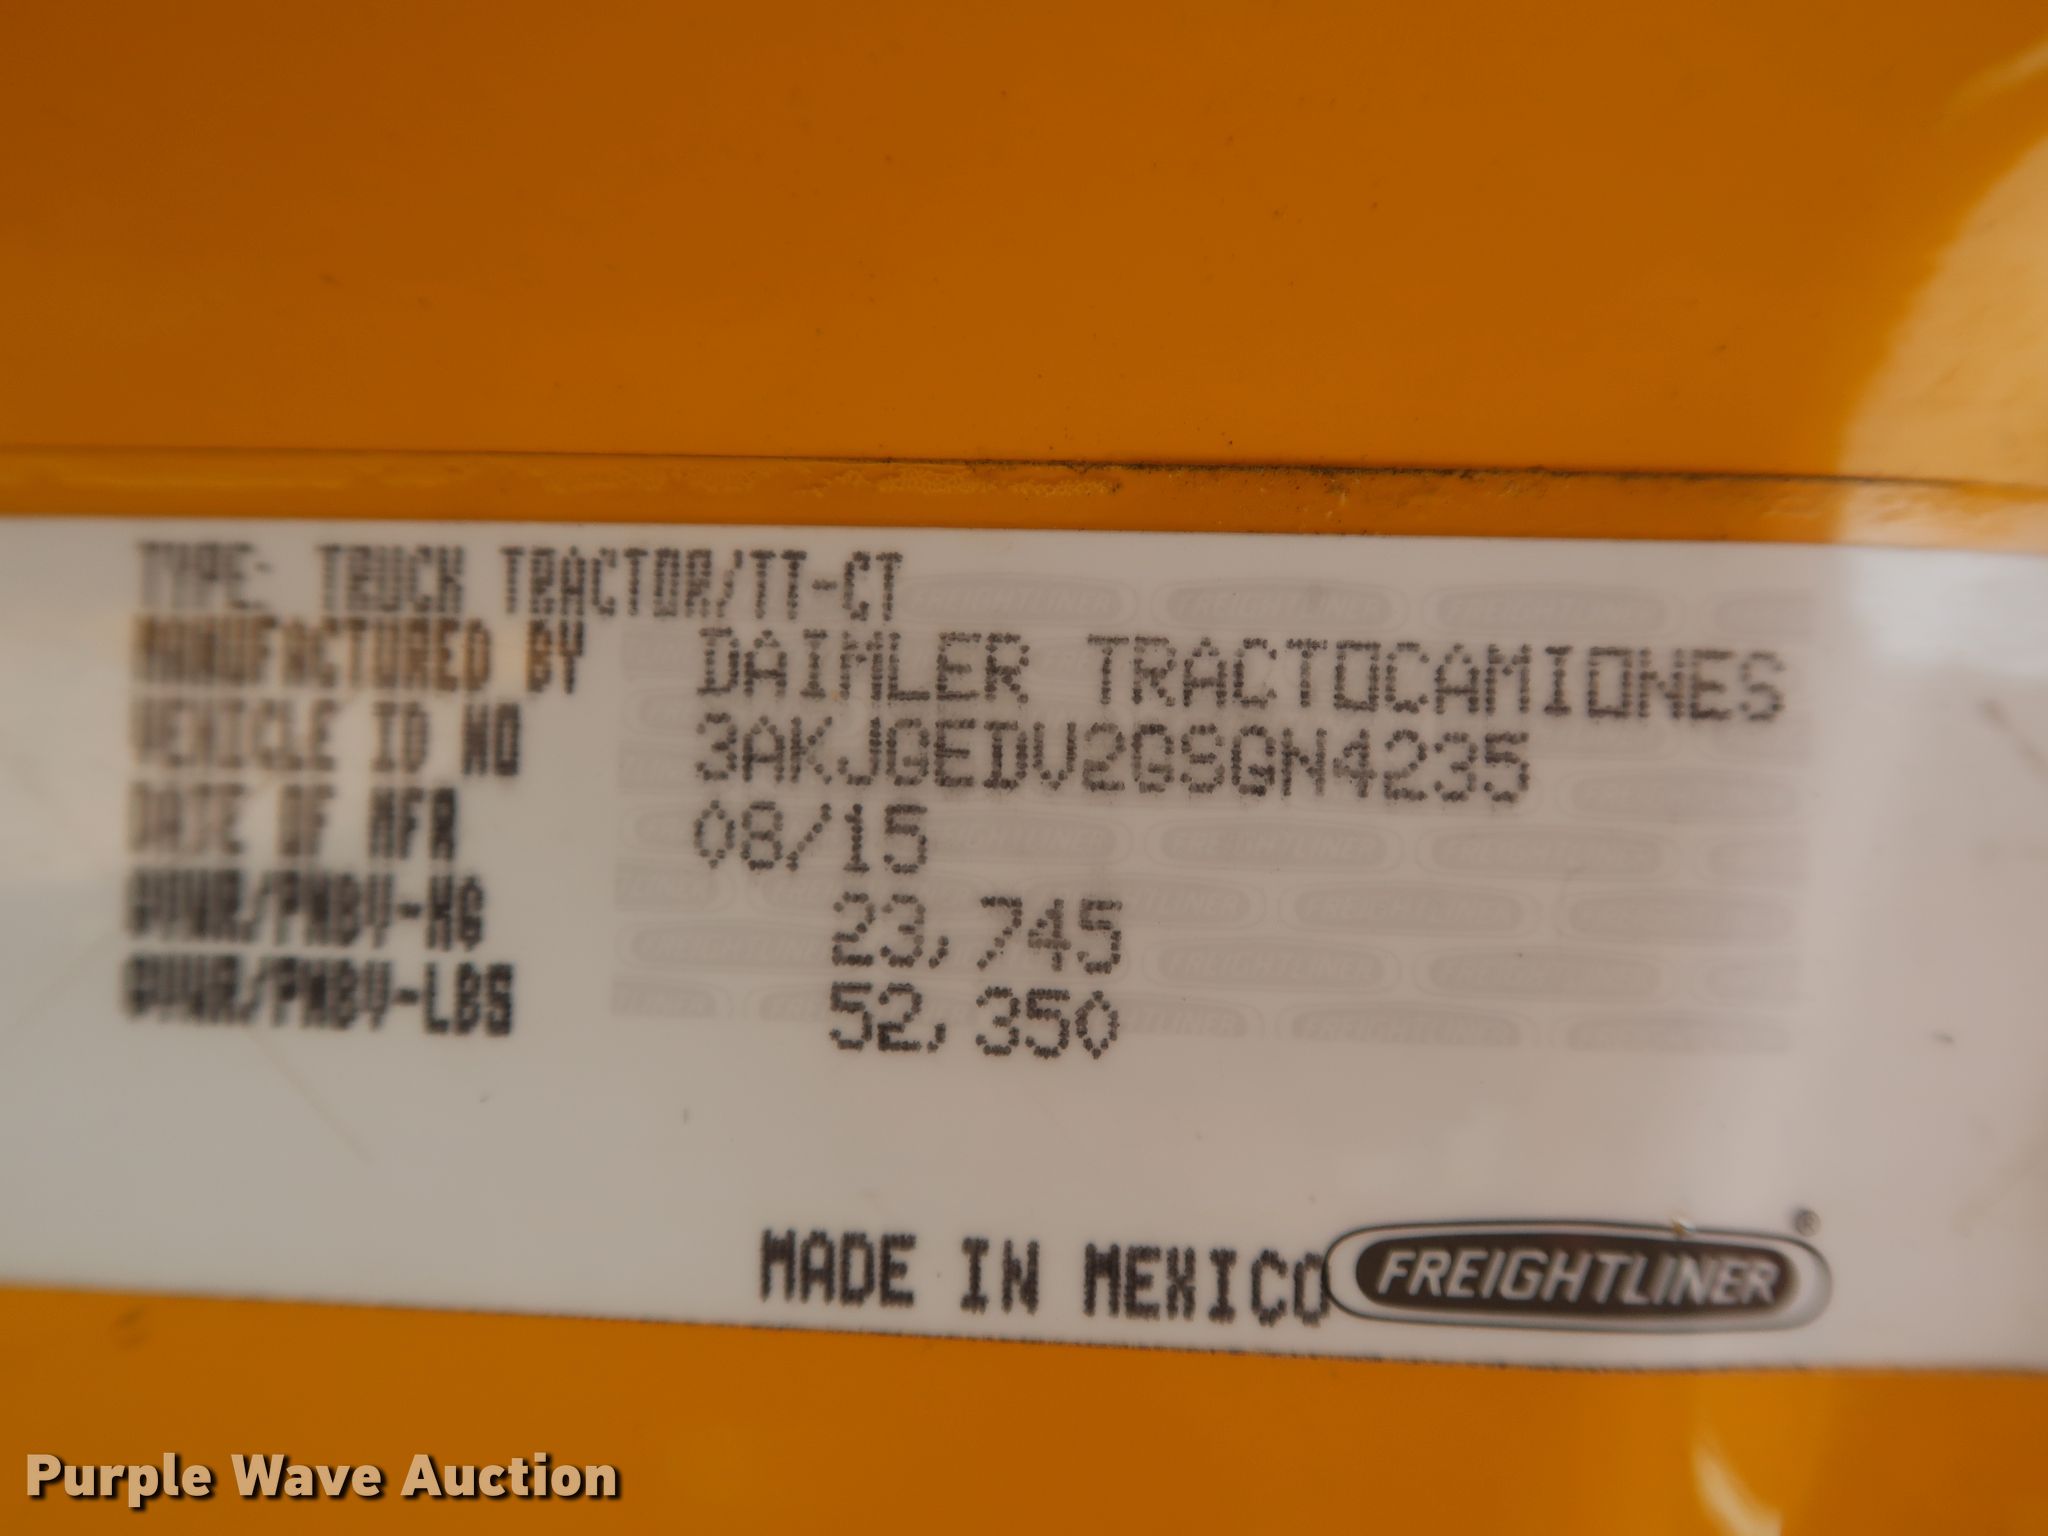 TYPE: TRUCK TRACTOR/TT-CT
MANUFACTURED BY DAIMLER TRACTOCAMIONES
VEHICLE ID NO 3AKJGEDV2GSGN4235
DATE OF MFR 08/15
GVWR/PNBV-KG 23,745
GVWR/PNBV-LBS 52,350
MADE IN MEXICO FREIGHTLINER®
Purple Wave Auction